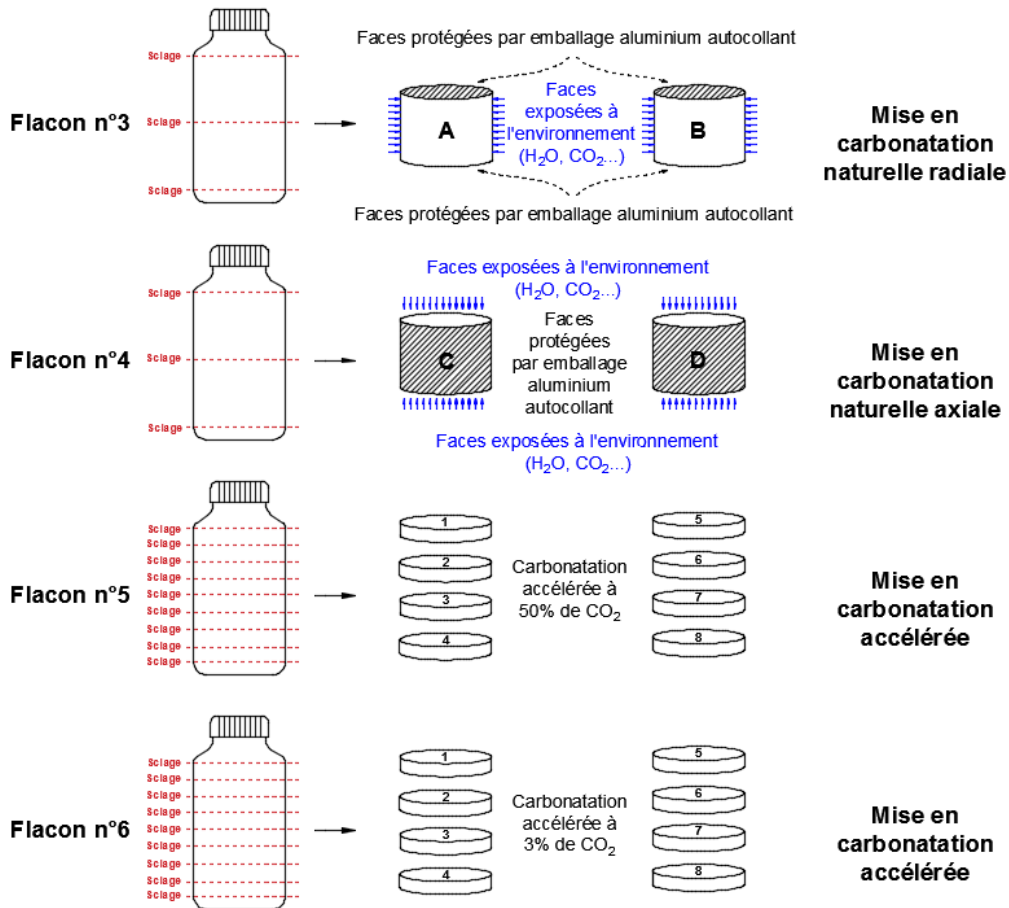 Faces protégées par emballage aluminium autocollant
Sciage
Sciage
Sciage
Flacon n°3
A
Faces
exposées à
l'environnement
(H₂O, CO₂...)
B
Mise en
carbonatation
naturelle radiale
Faces protégées par emballage aluminium autocollant
Faces exposées à l'environnement
(H₂O, CO₂...)
Sciage
Sciage
Sciage
Flacon n°4
C
Faces
protégées
par emballage
aluminium
autocollant
D
Mise en
carbonatation
naturelle axiale
Faces exposées à l'environnement
(H₂O, CO₂...)
Flacon n°5
Sciage
Sciage
Sciage
Sciage
Sciage
Sciage
Sciage
Sciage
Sciage
1
2
3
4
Carbonatation
accélérée à
50% de CO₂
5
6
7
8
Mise en
carbonatation
accélérée
Flacon n°6
Sciage
Sciage
Sciage
Sciage
Sciage
Sciage
Sciage
Sciage
Sciage
1
2
3
4
Carbonatation
accélérée à
3% de CO₂
5
6
7
8
Mise en
carbonatation
accélérée